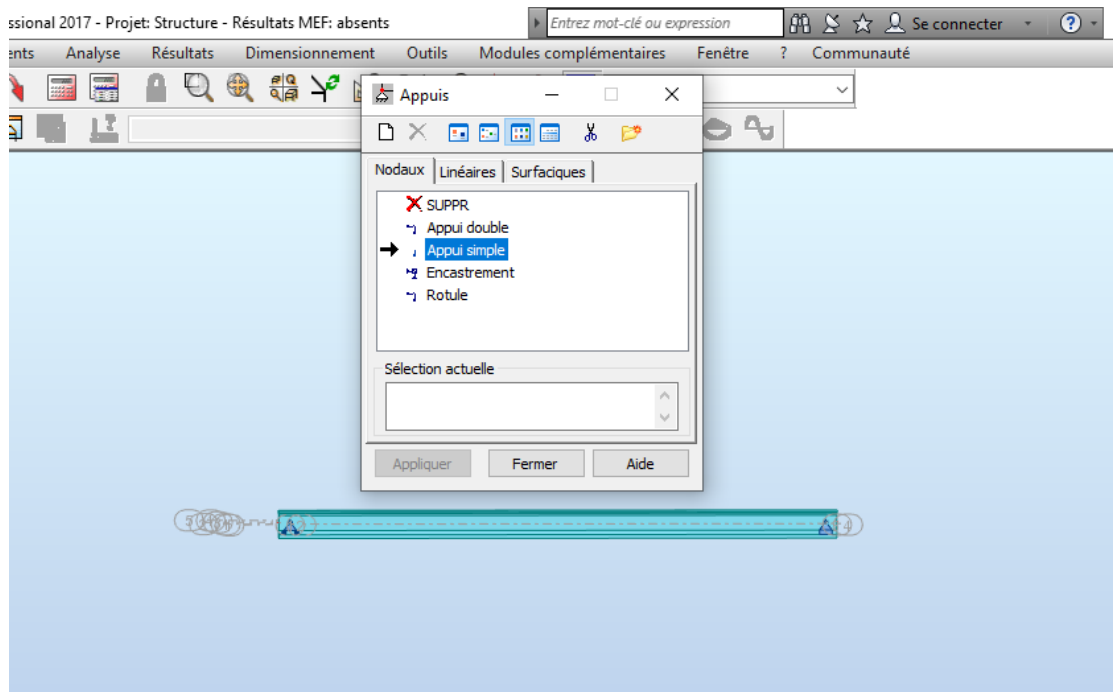 ssional 2017 - Projet: Structure - Résultats MEF: absents
Entrez mot-clé ou expression
Se connecter
?
ents Analyse Résultats Dimensionnement Outils Modules complémentaires Fenêtre ? Communauté
Appuis
Nodaux Linéaires Surfaciques
SUPPR
Appui double
Appui simple
Encastrement
Rotule
Sélection actuelle
Appliquer Fermer Aide